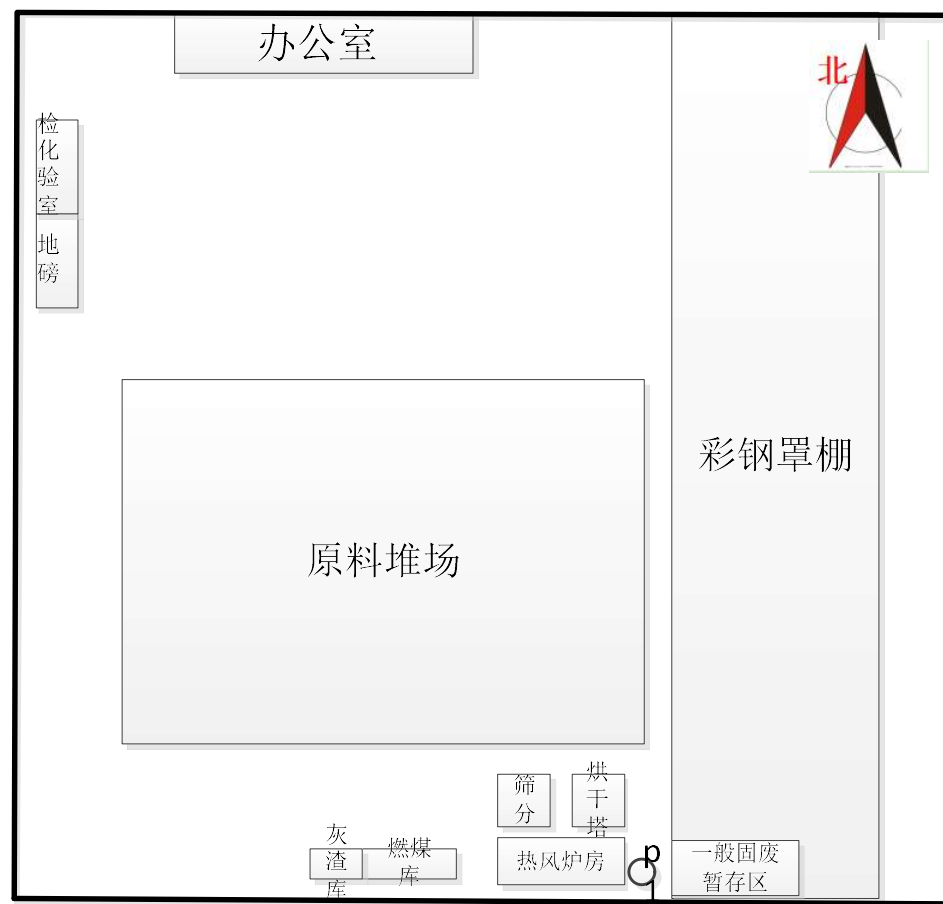 办公室
北
检
化
验
室
地
磅
彩钢罩棚
原料堆场
筛
分
烘
干
塔
灰
渣
库
燃煤
库
热风炉房
p
1
一般固废
暂存区